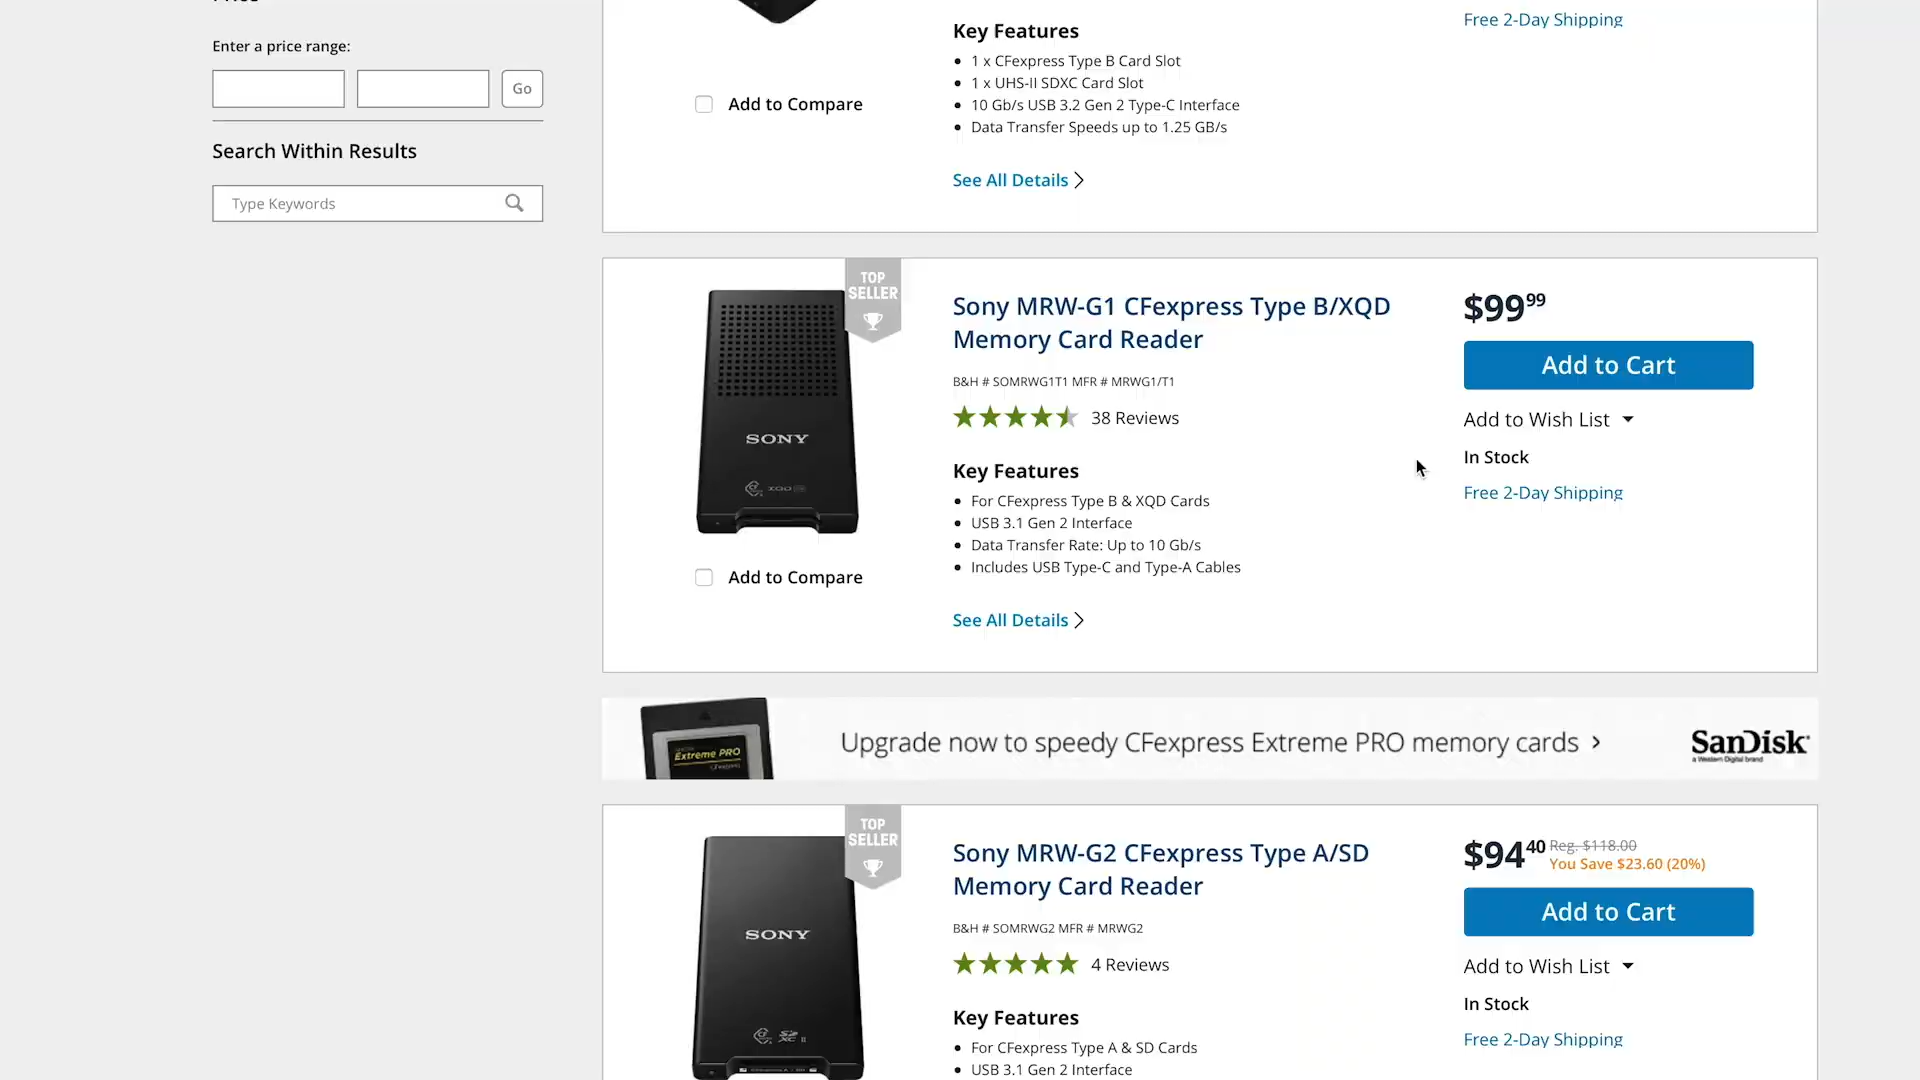 Enter a price range:
Go
Search Within Results
Type Keywords
Free 2-Day Shipping
Key Features
1 x CFexpress Type B Card Slot
1 x UHS-II SDXC Card Slot
10 Gb/s USB 3.2 Gen 2 Type-C Interface
Data Transfer Speeds up to 1.25 GB/s
Add to Compare
See All Details
TOP
SELLER
SONY
XQD
Add to Compare
Sony MRW-G1 CFexpress Type B/XQD
Memory Card Reader
B&H # SOMRWG1T1 MFR # MRWG1/T1
38 Reviews
Key Features
For CFexpress Type B & XQD Cards
USB 3.1 Gen 2 Interface
Data Transfer Rate: Up to 10 Gb/s
Includes USB Type-C and Type-A Cables
See All Details
$99 99
Add to Cart
Add to Wish List
In Stock
Free 2-Day Shipping
Extreme PRO
Upgrade now to speedy CFexpress Extreme PRO memory cards
SanDisk
a Western Digital brand
TOP
SELLER
SONY
Sony MRW-G2 CFexpress Type A/SD
Memory Card Reader
B&H # SOMRWG2 MFR # MRWG2
4 Reviews
Key Features
For CFexpress Type A & SD Cards
USB 3.1 Gen 2 Interface
$94 40 Reg. $118.00
You Save $23.60 (20%)
Add to Cart
Add to Wish List
In Stock
Free 2-Day Shipping